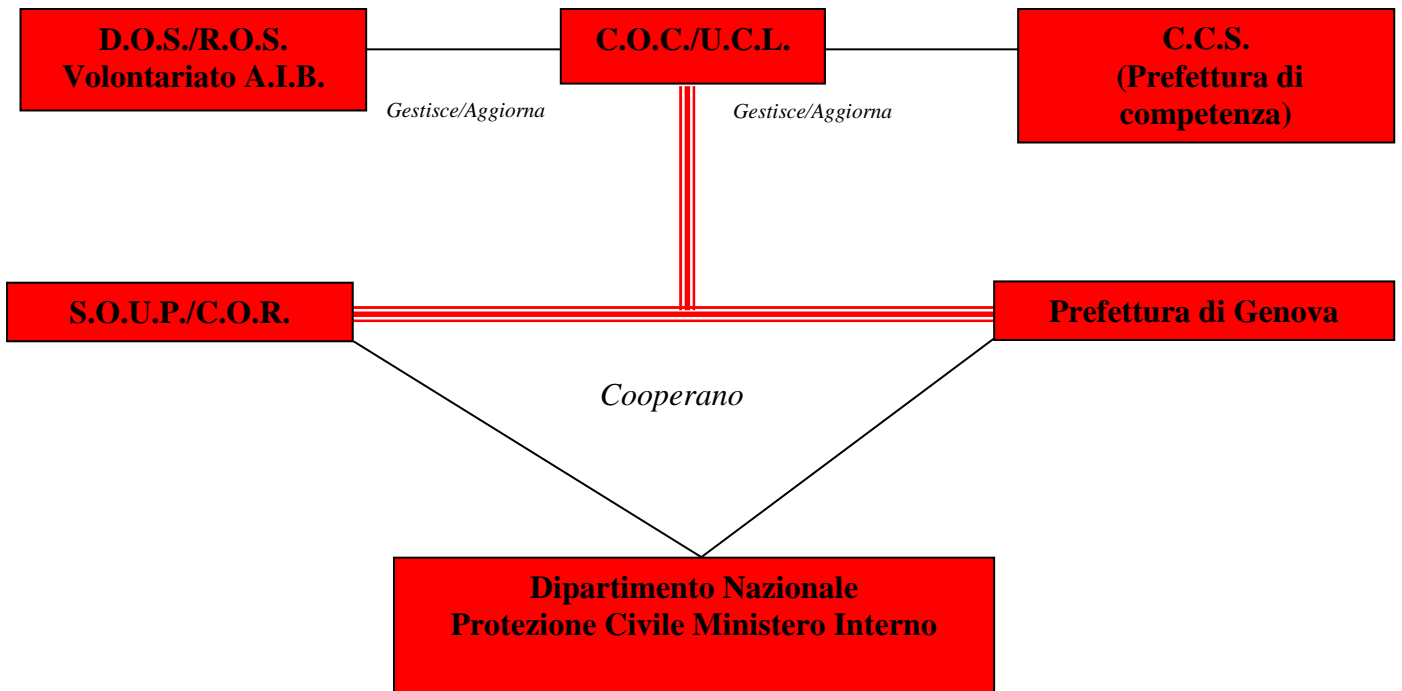 D.O.S./R.O.S.
Volontariato A.I.B.
C.O.C./U.C.L.
C.C.S.
(Prefettura di
competenza)
Gestisce/Aggiorna
Gestisce/Aggiorna
S.O.U.P./C.O.R.
Prefettura di Genova
Cooperano
Dipartimento Nazionale
Protezione Civile Ministero Interno